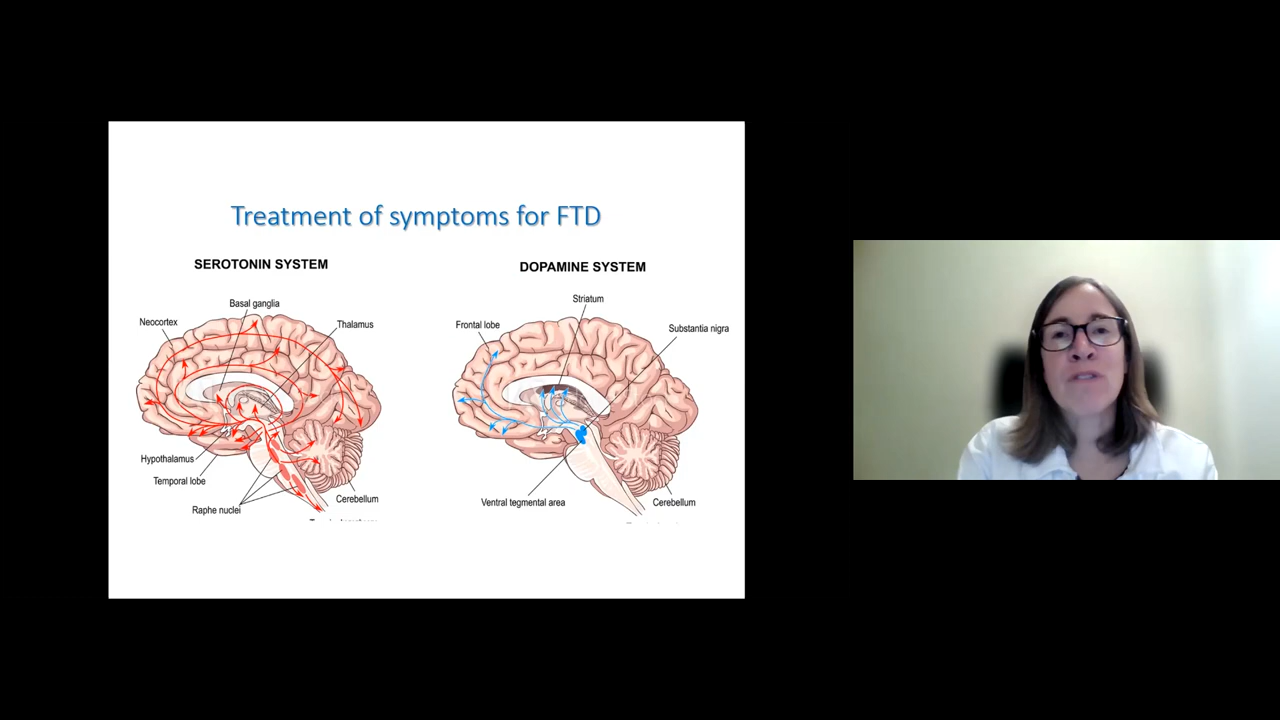 Treatment of symptoms for FTD
SEROTONIN SYSTEM
Basal ganglia
Neocortex
Thalamus
Hypothalamus
Temporal lobe
Raphe nuclei
Cerebellum
DOPAMINE SYSTEM
Striatum
Frontal lobe
Substantia nigra
Ventral tegmental area
Cerebellum